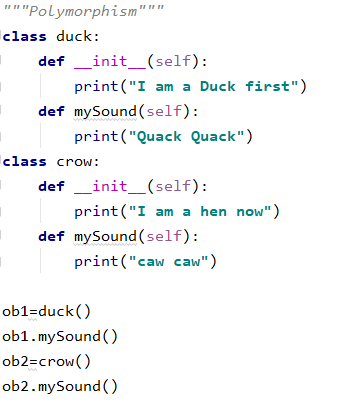 """Polymorphism"""
class duck:
    def __init__(self):
        print("I am a Duck first")
    def mySound(self):
        print("Quack Quack")
class crow:
    def __init__(self):
        print("I am a hen now")
    def mySound(self):
        print("caw caw")

ob1=duck()
ob1.mySound()
ob2=crow()
ob2.mySound()